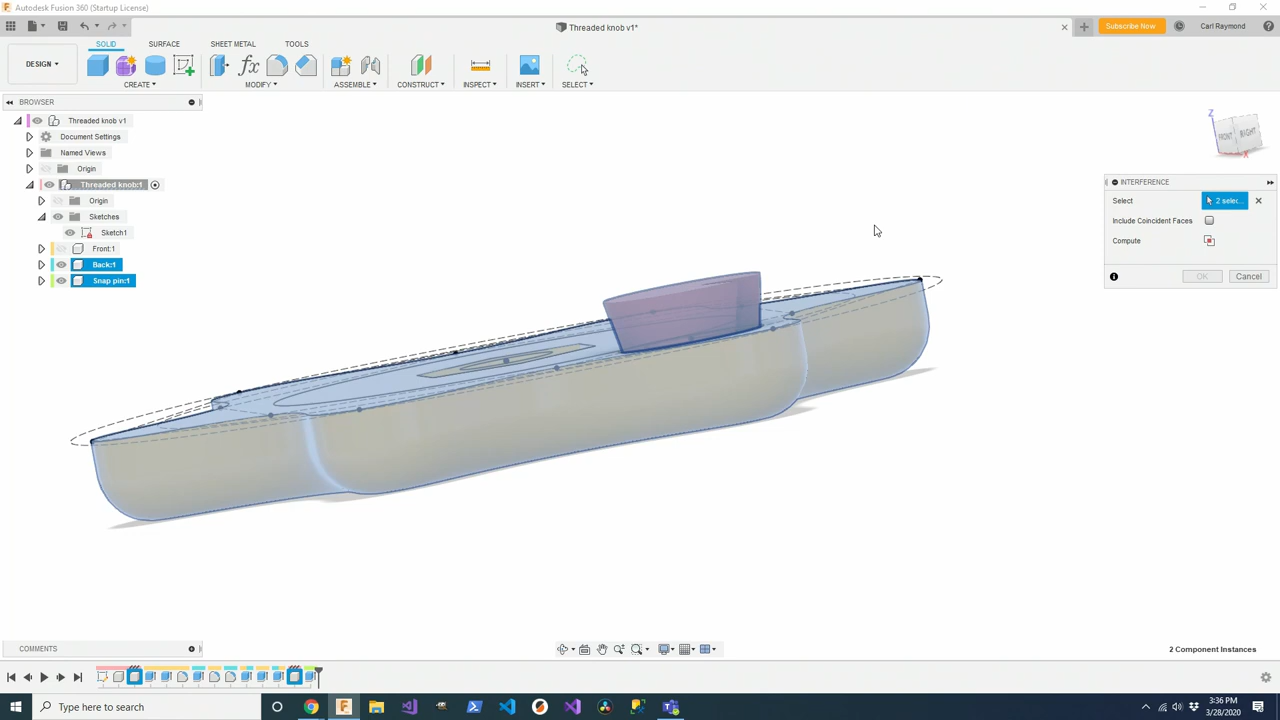 Autodesk Fusion 360 (Startup License)
Threaded knob v1*
Subscribe Now
Carl Raymond
DESIGN
SOLID
SURFACE
SHEET METAL
TOOLS
CREATE
MODIFY
ASSEMBLE
CONSTRUCT
INSPECT
INSERT
SELECT
BROWSER
Threaded knob v1
Document Settings
Named Views
Origin
Threaded knob:1
Origin
Sketches
Sketch1
Front:1
Back:1
Snap pin:1
Z
FRONT
RIGHT
X
INTERFERENCE
Select
2 selec...
Include Coincident Faces
Compute
OK
Cancel
COMMENTS
2 Component Instances
Type here to search
3:36 PM
3/28/2020